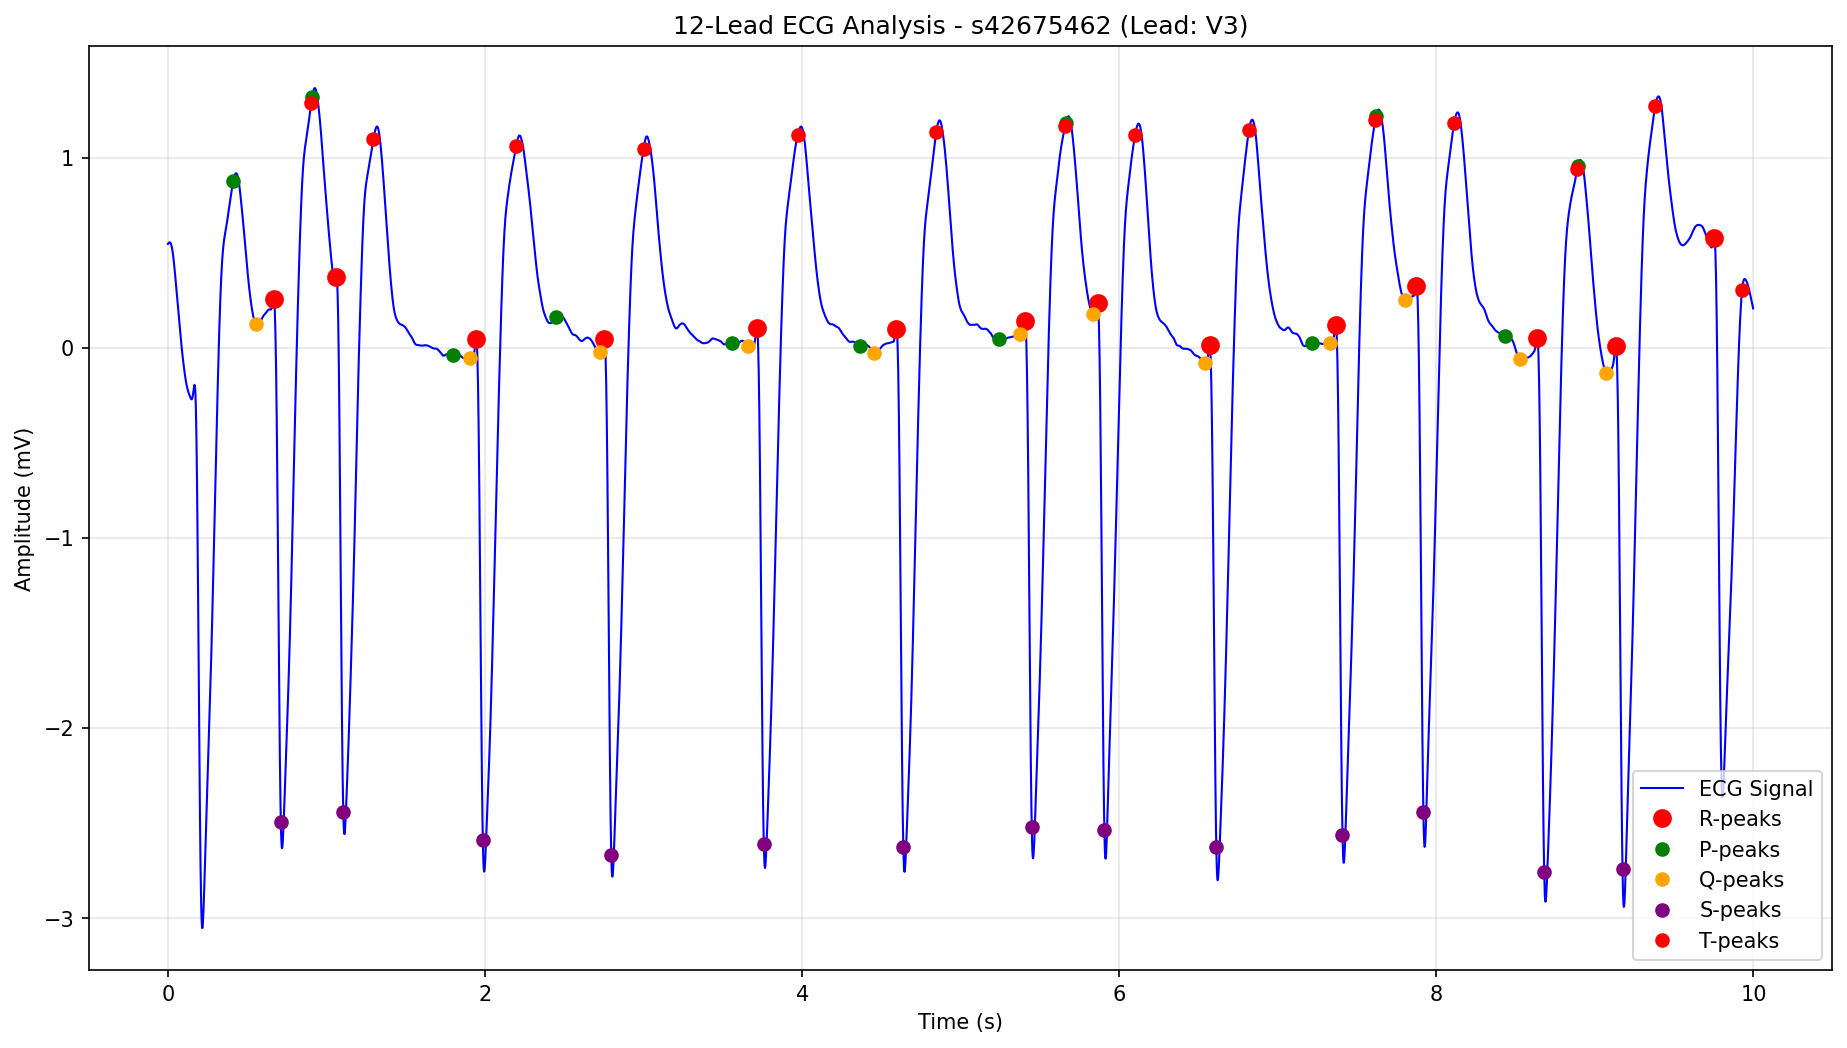 12-Lead ECG Analysis - s42675462 (Lead: V3)
Amplitude (mV)
1
0
−1
−2
−3
0
2
4
6
8
10
Time (s)
ECG Signal
R-peaks
P-peaks
Q-peaks
S-peaks
T-peaks